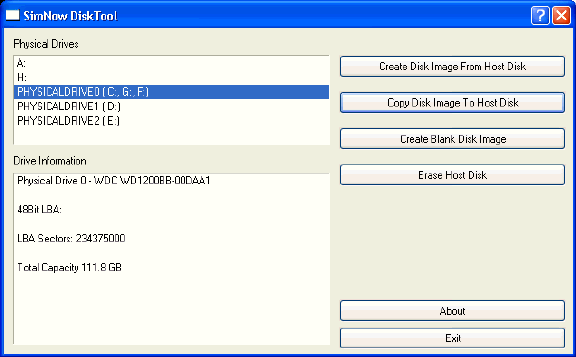 SimNow DiskTool
Physical Drives
A:
H:
PHYSICALDRIVE0 ( C:, G:, F:)
PHYSICALDRIVE1 ( D:)
PHYSICALDRIVE2 ( E:)
Create Disk Image From Host Disk
Copy Disk Image To Host Disk
Create Blank Disk Image
Erase Host Disk
Drive Information
Physical Drive 0 - WDC WD1200BB-00DAA1
48Bit LBA:
LBA Sectors: 234375000
Total Capacity 111.8 GB
About
Exit